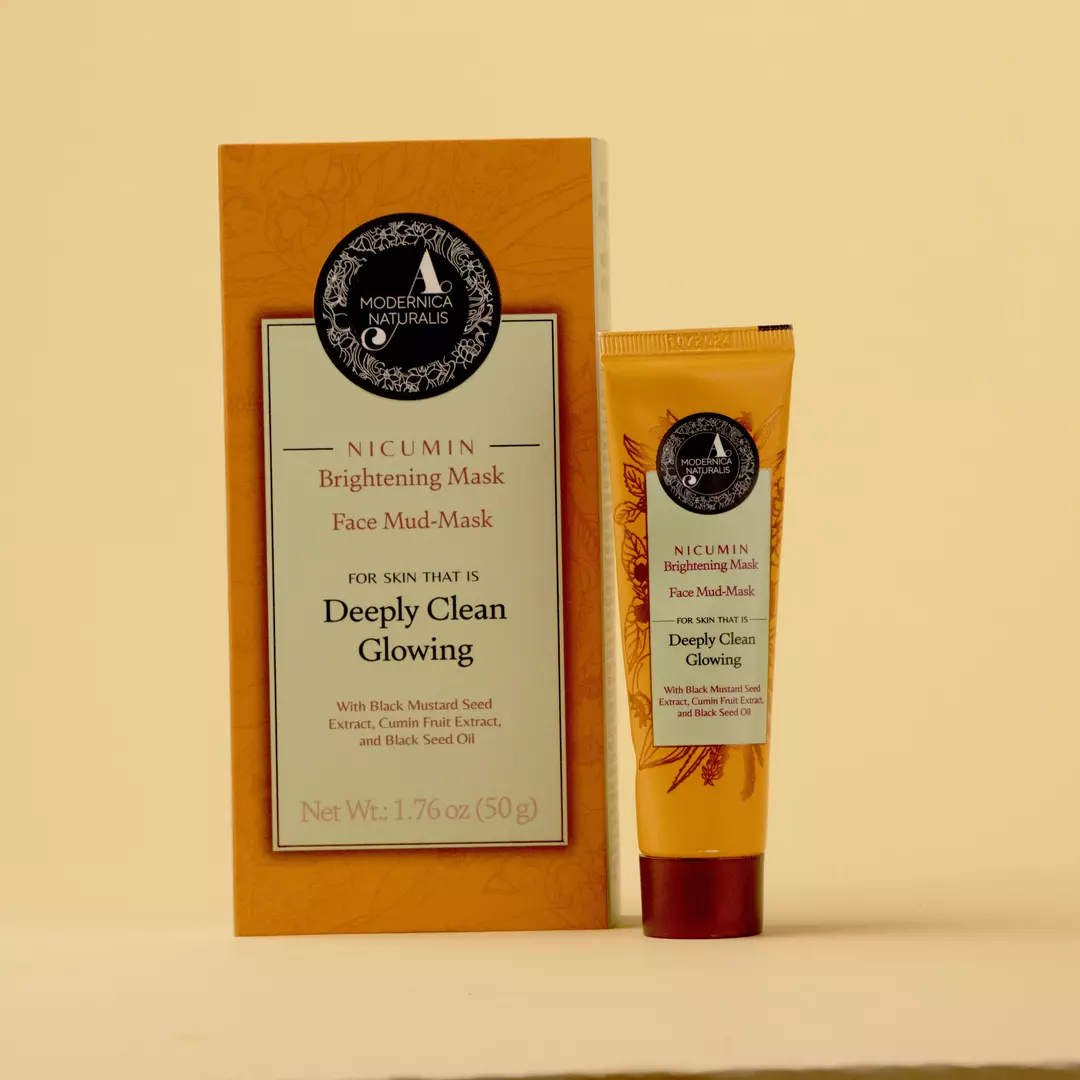 A
MODERNICA
NATURALIS
NICUMIN
Brightening Mask
Face Mud-Mask
FOR SKIN THAT IS
Deeply Clean
Glowing
With Black Mustard Seed
Extract, Cumin Fruit Extract,
and Black Seed Oil
Net Wt.: 1.76 oz (50 g)
10/2024
A
MODERNICA
NATURALIS
NICUMIN
Brightening Mask
Face Mud-Mask
FOR SKIN THAT IS
Deeply Clean
Glowing
With Black Mustard Seed
Extract, Cumin Fruit Extract,
and Black Seed Oil